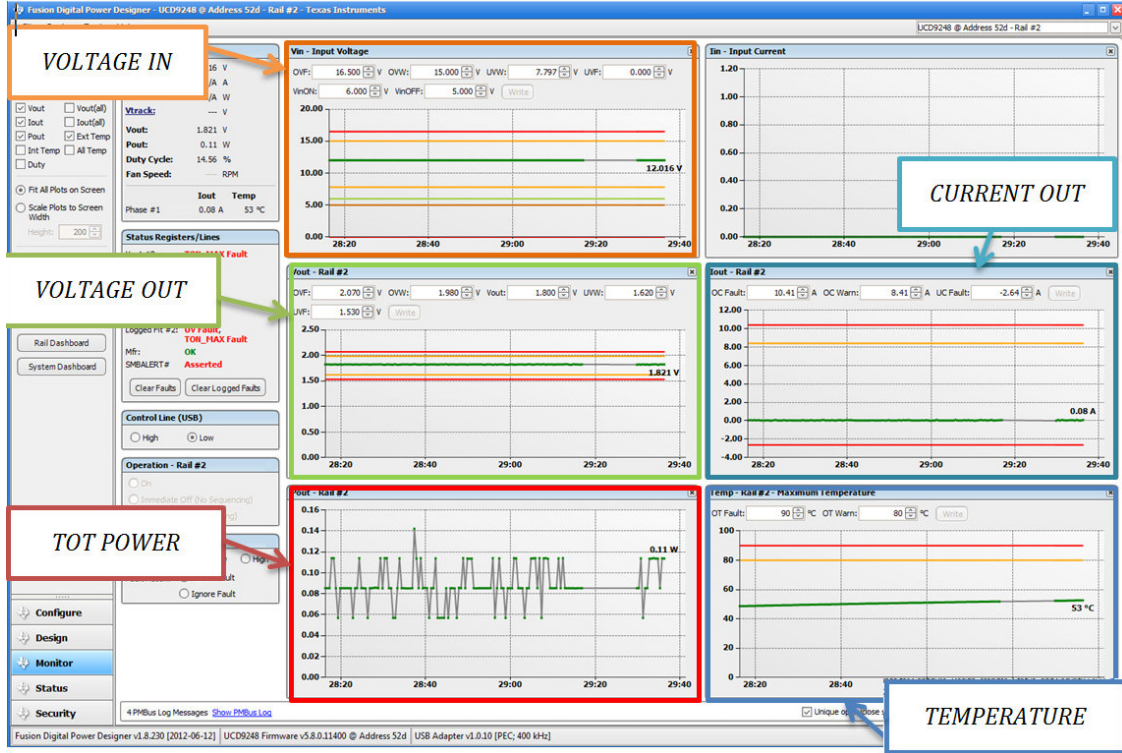 Fusion Digital Power Designer - UCD9248 @ Address 52d - Rail #2 - Texas Instruments
UCD9248 @ Address 52d - Rail #2
VOLTAGE IN
Vout Vout(all)
Iout Iout(all)
Pout Ext Temp
Int Temp All Temp
Duty
Fit All Plots on Screen
Scale Plots to Screen
Width
Height: 200
Rail Dashboard
System Dashboard
16 V
/A A
/A W
Vtrack: --- V
Vout: 1.821 V
Pout: 0.11 W
Duty Cycle: 14.56 %
Fan Speed: --- RPM
Iout Temp
Phase #1 0.08 A 53 °C
Status Registers/Lines
TON_MAX Fault
VOLTAGE OUT
Logged Flt #2: OV Fault,
TON_MAX Fault
Mfr: OK
SMBALERT# Asserted
Clear Faults Clear Logged Faults
Control Line (USB)
High Low
Operation - Rail #2
On
Immediate Off (No Sequencing)
TOT POWER
High
Ignore Fault
Vin - Input Voltage
OVF: 16.500 V OVW: 15.000 V UVW: 7.797 V UVF: 0.000 V
VinON: 6.000 V VinOFF: 5.000 V Write
20.00
15.00
12.016 V
10.00
5.00
0.00
28:20 28:40 29:00 29:20 29:40
Iin - Input Current
1.20
1.00
0.80
0.60
0.40
0.20
0.00
28:20 28:40 29:00 29:20 29:40
CURRENT OUT
Vout - Rail #2
OVF: 2.070 V OVW: 1.980 V Vout: 1.800 V UVW: 1.620 V
UVF: 1.530 V Write
2.50
2.00
1.821 V
1.50
1.00
0.50
0.00
28:20 28:40 29:00 29:20 29:40
Iout - Rail #2
OC Fault: 10.41 A OC Warn: 8.41 A UC Fault: -2.64 A Write
12.00
10.00
8.00
6.00
4.00
2.00
0.08 A
0.00
-2.00
-4.00
28:20 28:40 29:00 29:20 29:40
Pout - Rail #2
0.16
0.14
0.12
0.11 W
0.10
0.08
0.06
0.04
0.02
0.00
28:20 28:40 29:00 29:20 29:40
Temp - Rail #2 - Maximum Temperature
OT Fault: 90 °C OT Warn: 80 °C Write
100
80
60
53 °C
40
20
0
28:20 28:40
TEMPERATURE
Configure
Design
Monitor
Status
Security
4 PMBus Log Messages Show PMBus Log
Fusion Digital Power Designer v1.8.230 [2012-06-12] UCD9248 Firmware v5.8.0.11400 @ Address 52d USB Adapter v1.0.10 [PEC; 400 kHz]